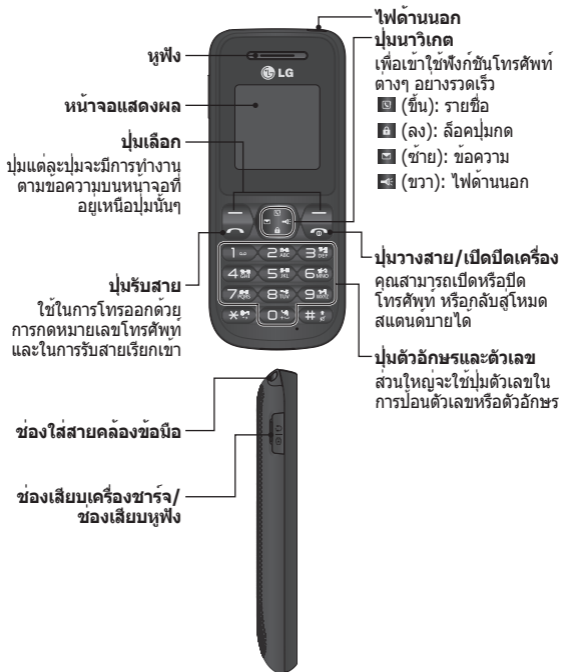 ไฟด้านนอก
ปุ่มนาวิเกต
เพื่อเข้าใช้ฟังก์ชันโทรศัพท์
ต่างๆ อย่างรวดเร็ว
(ขึ้น): รายชื่อ
(ลง): ล็อคปุ่มกด
(ซ้าย): ข้อความ
(ขวา): ไฟด้านนอก
หูฟัง
LG
หน้าจอแสดงผล
ปุ่มเลือก
ปุ่มแต่ละปุ่มจะมีการทำงาน
ตามข้อความบนหน้าจอที่
อยู่เหนือปุ่มนั้นๆ
ปุ่มวางสาย/เปิดปิดเครื่อง
คุณสามารถเปิดหรือปิด
โทรศัพท์ หรือกลับสู่โหมด
สแตนด์บายได้
ปุ่มรับสาย
ใช้ในการโทรออกด้วย
การกดหมายเลขโทรศัพท์
และในการรับสายเรียกเข้า
1 2 ABC 3 DEF
4 GHI 5 JKL 6 MNO
7 8 TUV 9
* 0 #
ปุ่มตัวอักษรและตัวเลข
ส่วนใหญ่จะใช้ปุ่มตัวเลขใน
การป้อนตัวเลขหรือตัวอักษร
ช่องใส่สายคล้องข้อมือ
ช่องเสียบเครื่องชาร์จ/
ช่องเสียบหูฟัง